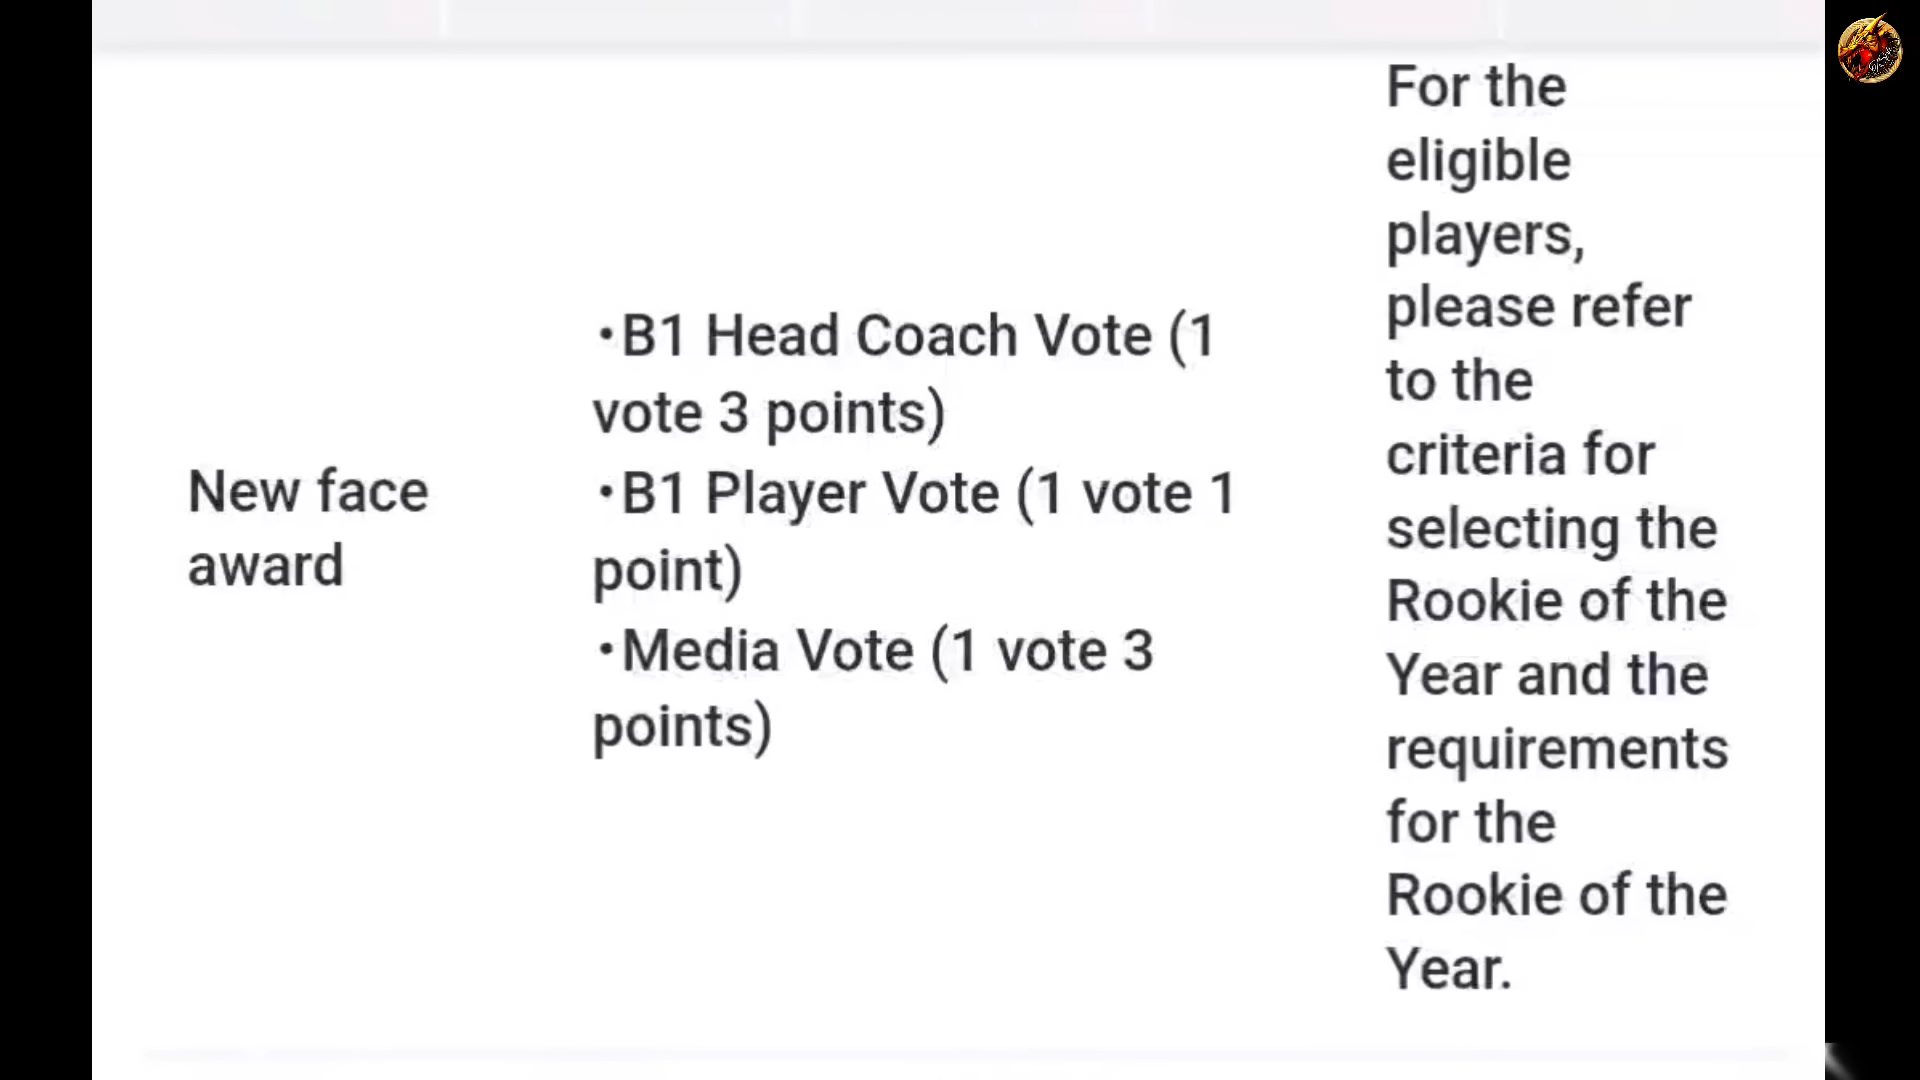 New face
award
・B1 Head Coach Vote (1
vote 3 points)
・B1 Player Vote (1 vote 1
point)
・Media Vote (1 vote 3
points)
For the
eligible
players,
please refer
to the
criteria for
selecting the
Rookie of the
Year and the
requirements
for the
Rookie of the
Year.